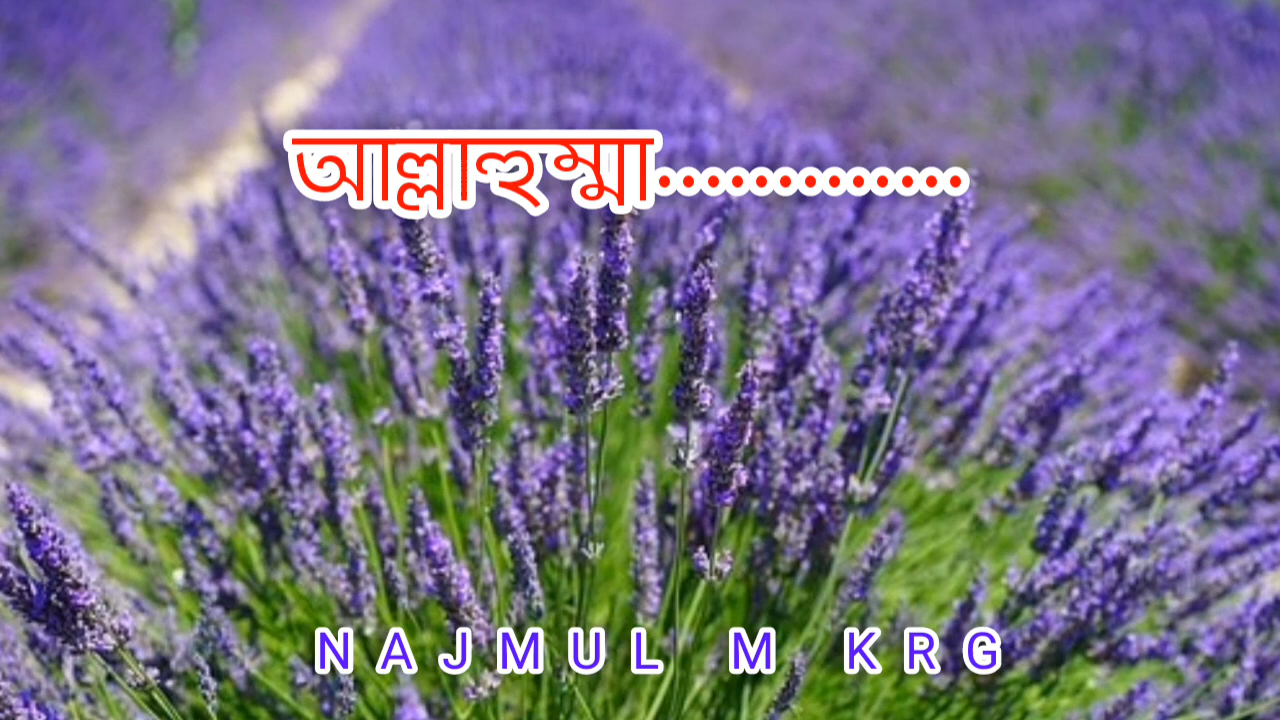 আল্লাহুম্মা.............
N A J M U L M K R G